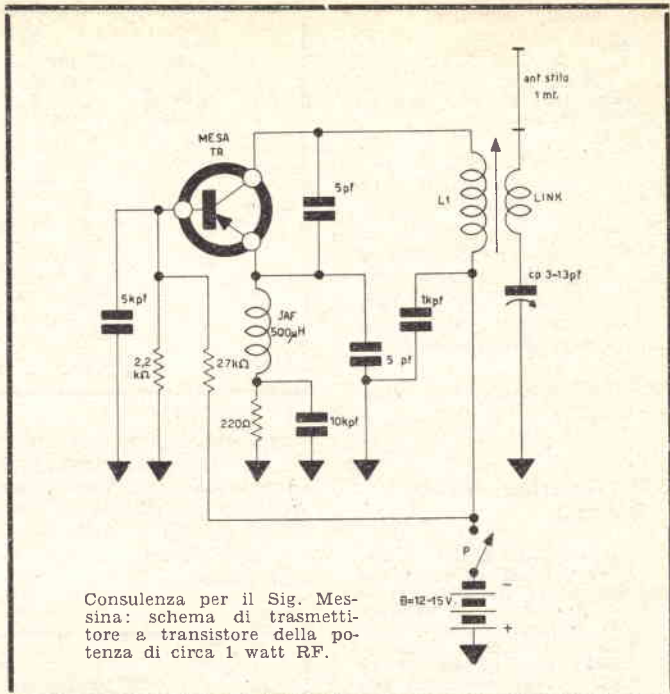 ant. stilo
1 mt.
MESA
TR
5pf
L1
LINK
cp 3-13pf
5kpf
JAF
500µH
1kpf
2,2
kΩ
27kΩ
5 pf
220Ω
10kpf
P
B=12-15V.
-
+
Consulenza per il Sig. Mes-
sina: schema di trasmetti-
tore a transistore della po-
tenza di circa 1 watt RF.